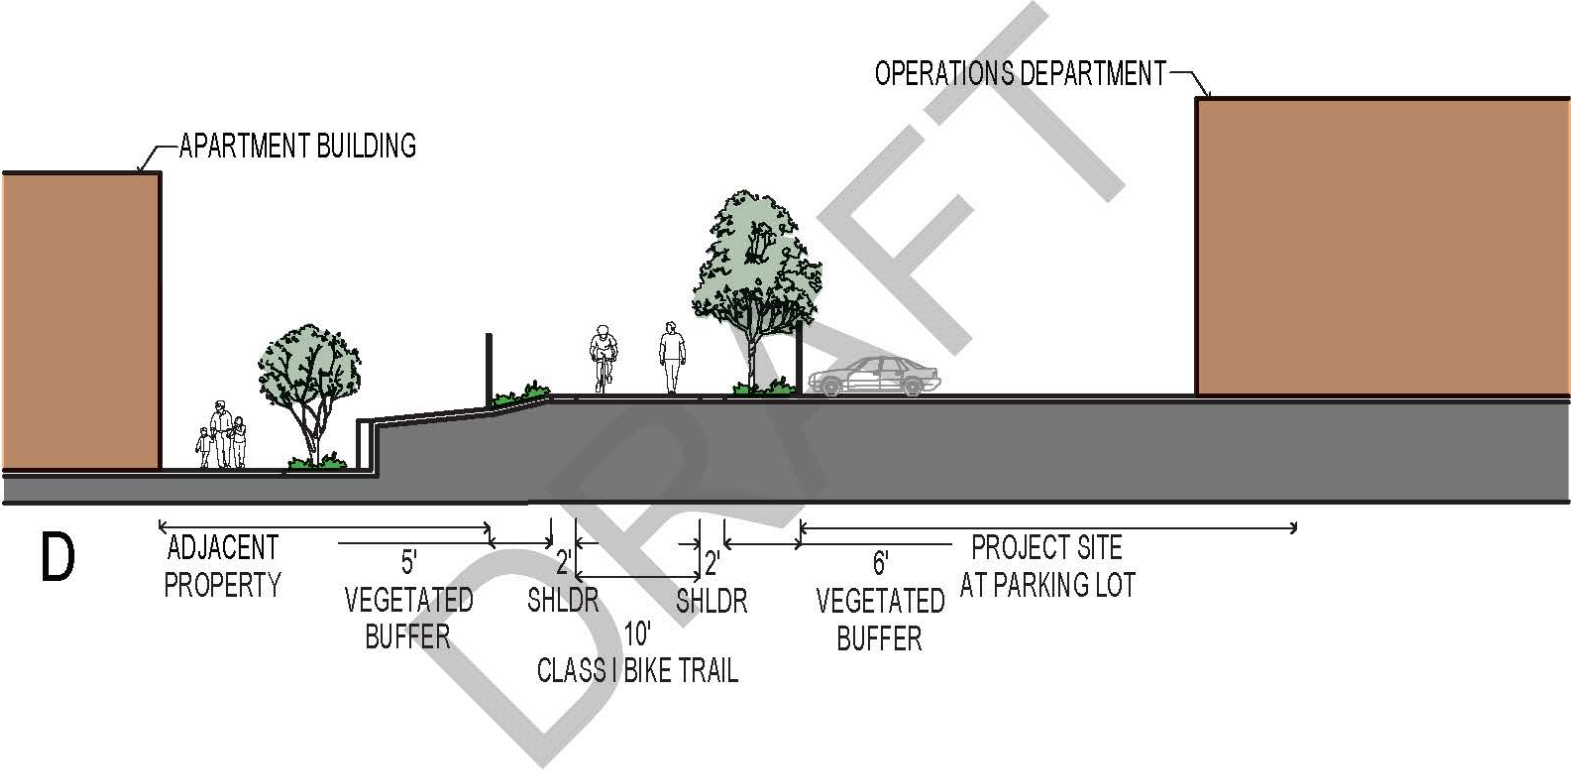 OPERATIONS DEPARTMENT
APARTMENT BUILDING
DRAFT
D
ADJACENT
PROPERTY
5'
VEGETATED
BUFFER
2'
SHLDR
10'
CLASS I BIKE TRAIL
2'
SHLDR
6'
VEGETATED
BUFFER
PROJECT SITE
AT PARKING LOT